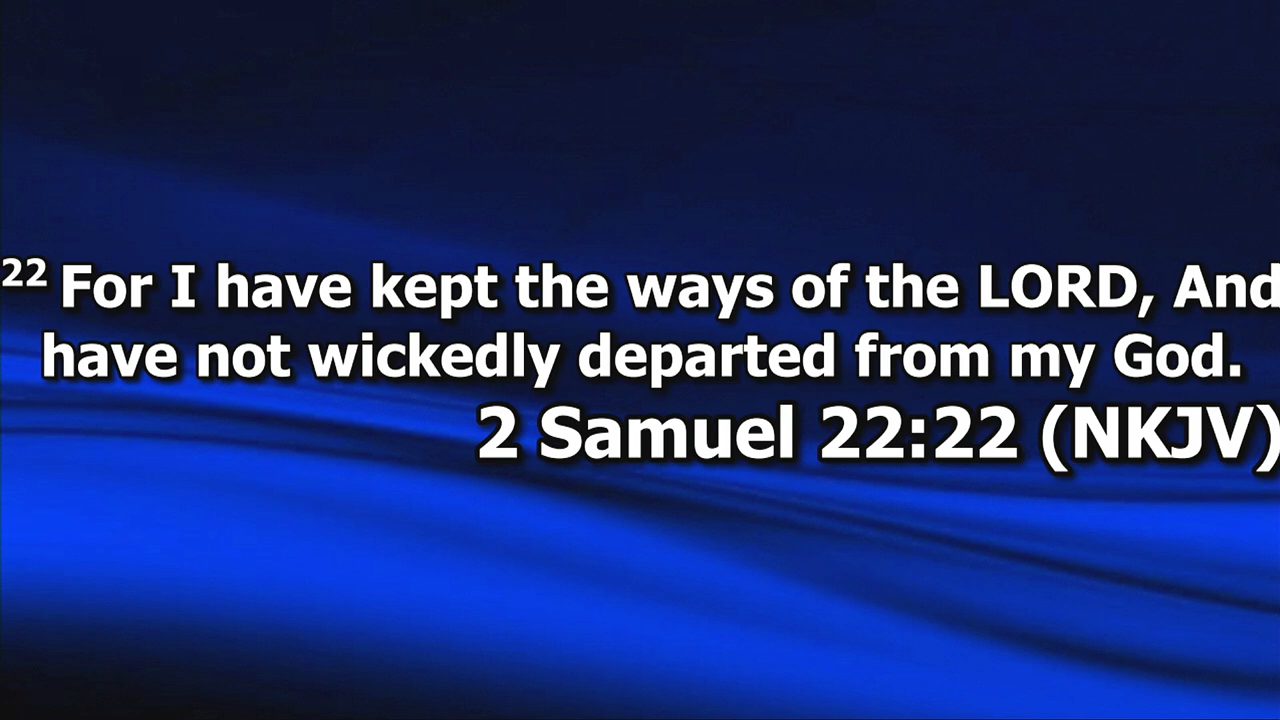 22 For I have kept the ways of the LORD, And
have not wickedly departed from my God.
2 Samuel 22:22 (NKJV)